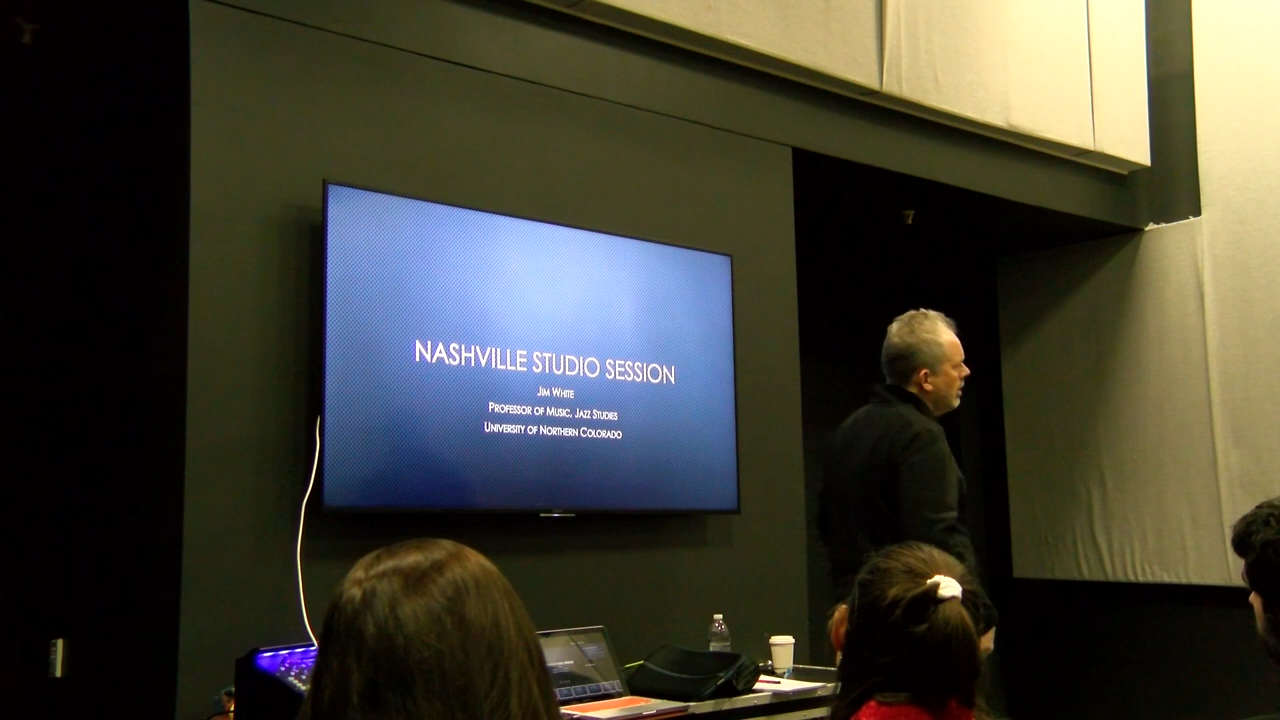 NASHVILLE STUDIO SESSION
JIM WHITE
PROFESSOR OF MUSIC, JAZZ STUDIES
UNIVERSITY OF NORTHERN COLORADO